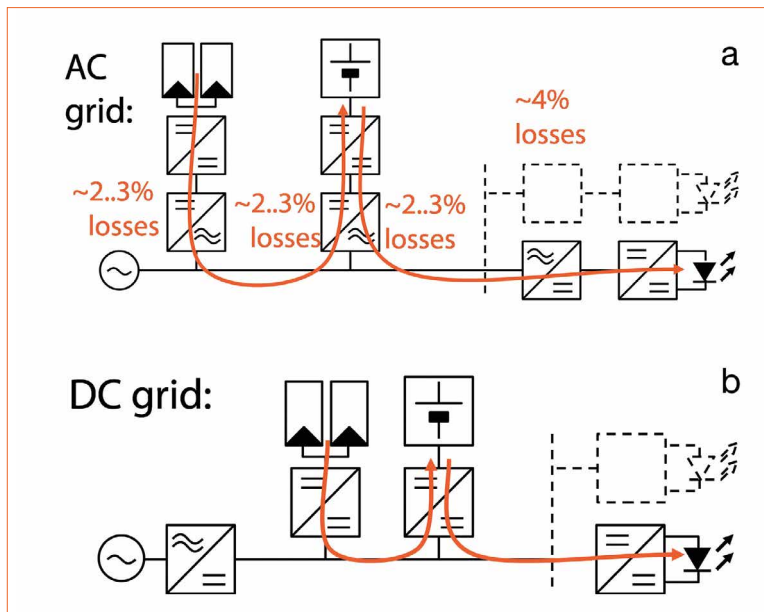 AC
grid:
a
~4%
losses
~2..3%
losses
~2..3%
losses
~2..3%
losses
DC grid:
b